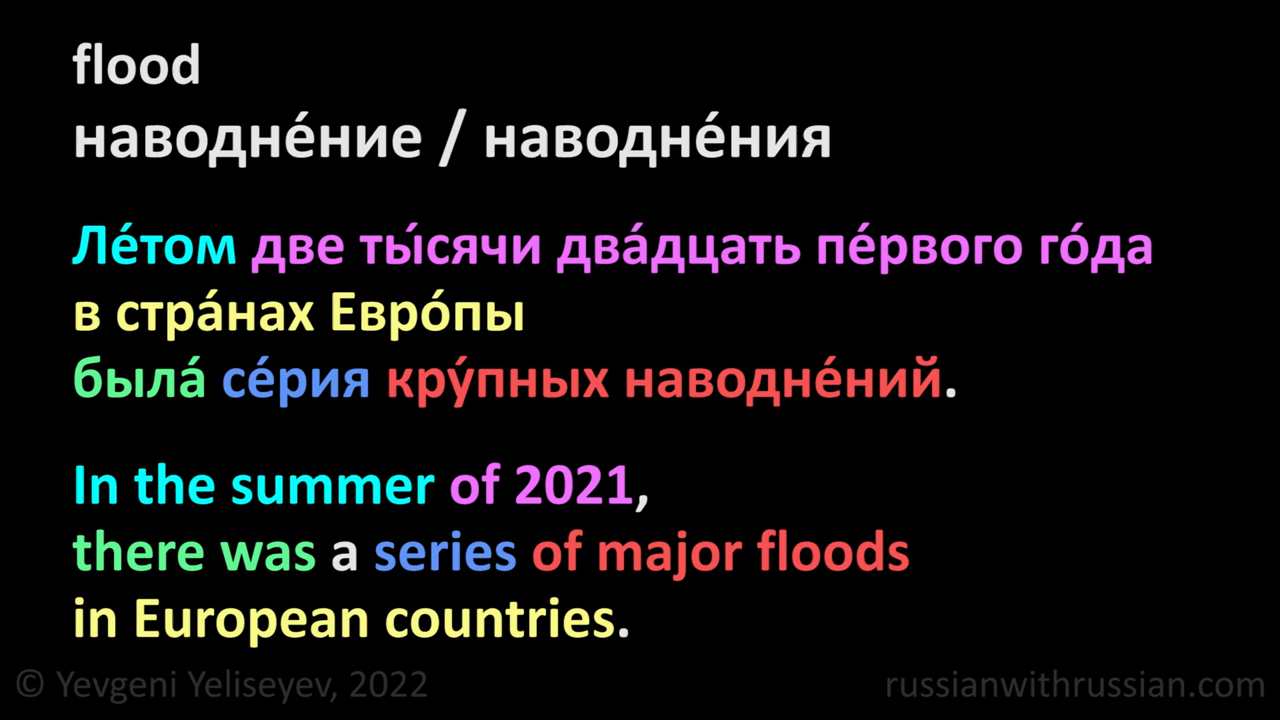 flood
наводне́ние / наводне́ния
Ле́том две ты́сячи два́дцать пе́рвого го́да
в стра́нах Евро́пы
была́ се́рия кру́пных наводне́ний.
In the summer of 2021,
there was a series of major floods
in European countries.
© Yevgeni Yeliseyev, 2022 russianwithrussian.com